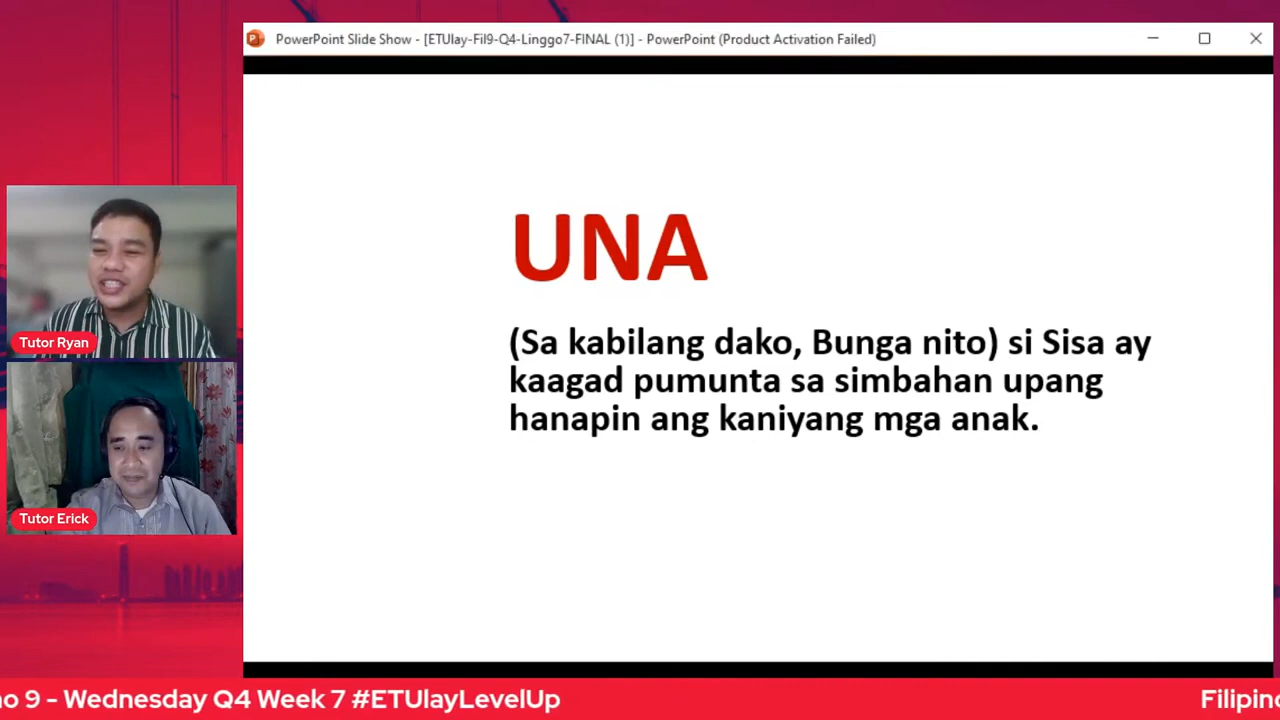 PowerPoint Slide Show - [ETUlay-Fil9-Q4-Linggo7-FINAL (1)] - PowerPoint (Product Activation Failed)
UNA
(Sa kabilang dako, Bunga nito) si Sisa ay
kaagad pumunta sa simbahan upang
hanapin ang kaniyang mga anak.
Tutor Ryan
Tutor Erick
no 9 - Wednesday Q4 Week 7 #ETUlayLevelUp
Filipino